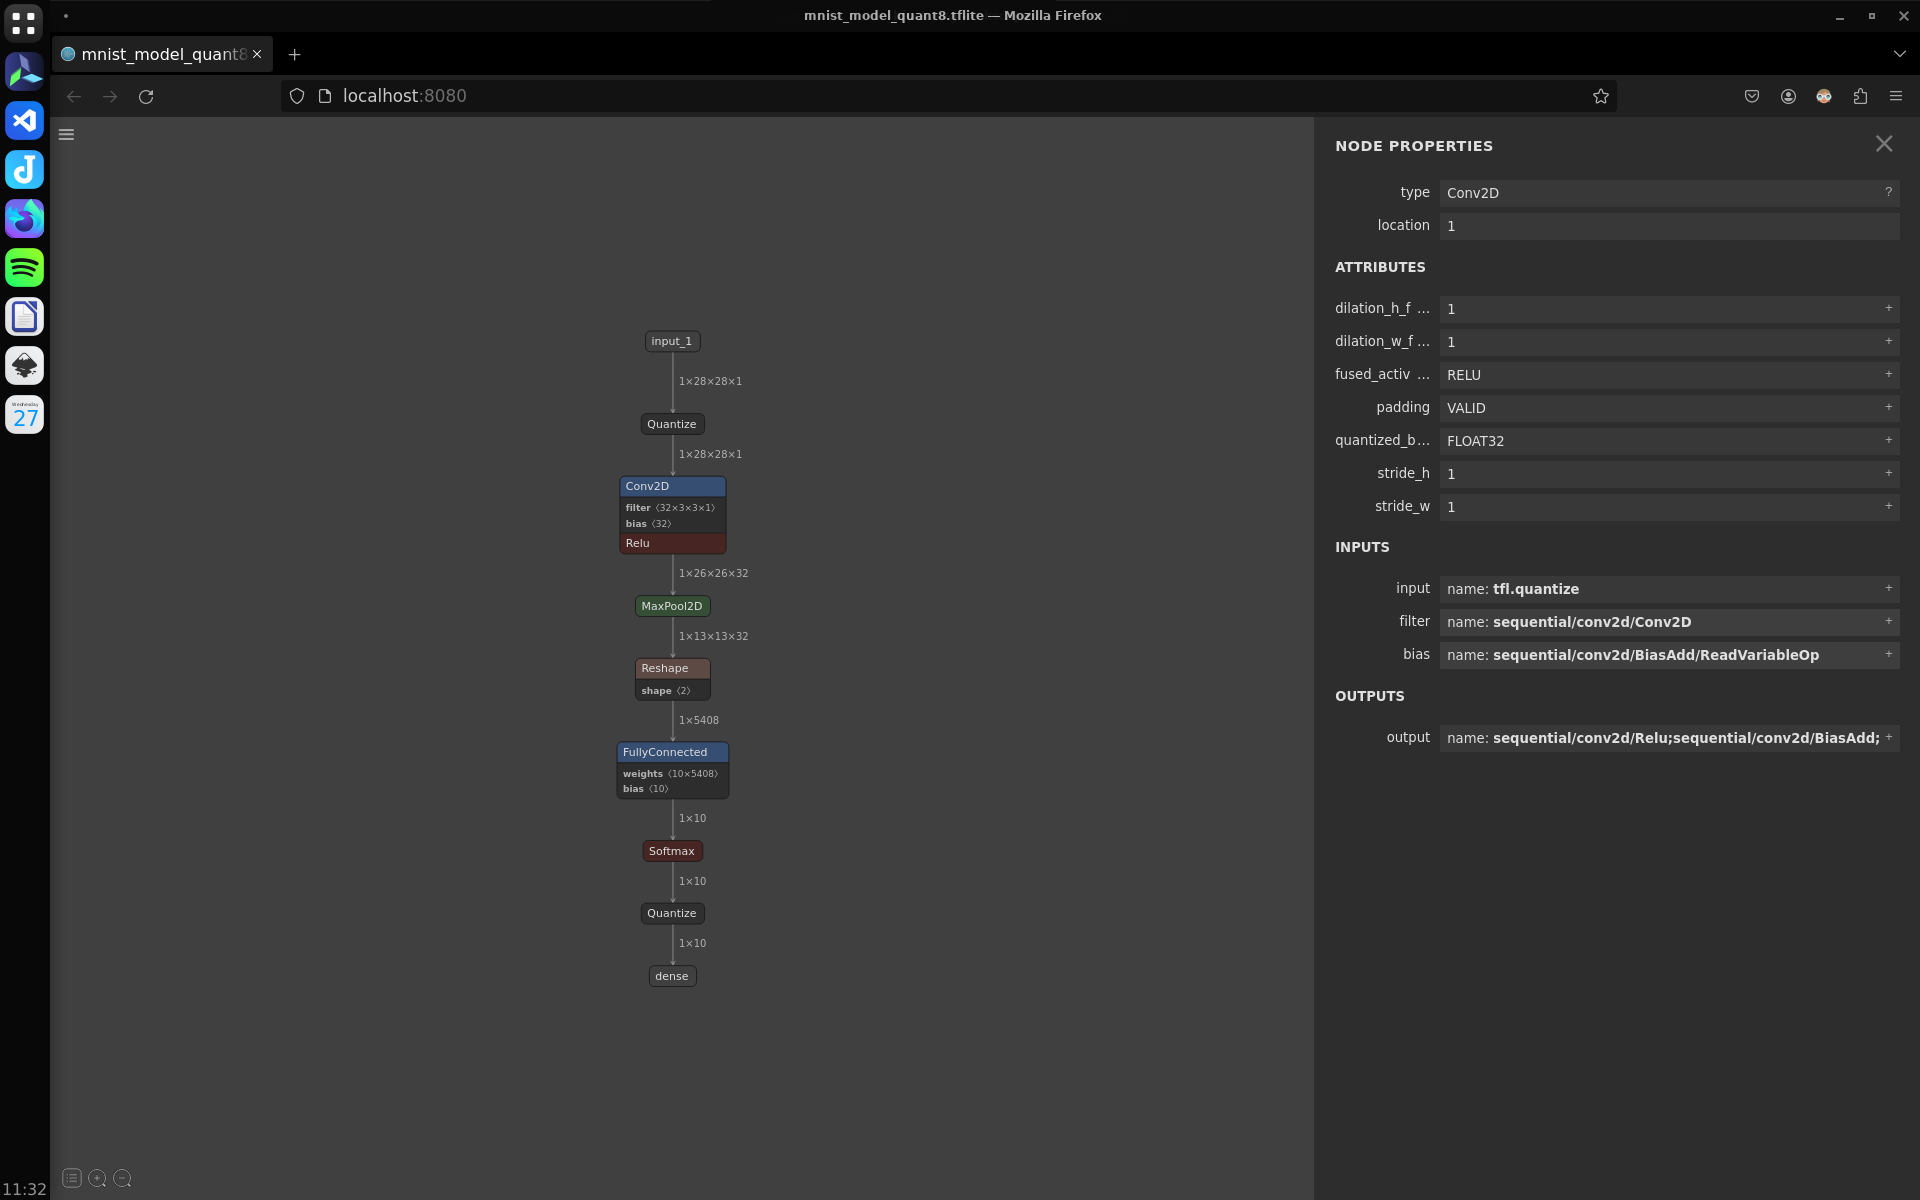 mnist_model_quant8.tflite — Mozilla Firefox
mnist_model_quant8
localhost:8080
input_1
1×28×28×1
Quantize
1×28×28×1
Conv2D
filter 〈32×3×3×1〉
bias 〈32〉
Relu
1×26×26×32
MaxPool2D
1×13×13×32
Reshape
shape 〈2〉
1×5408
FullyConnected
weights 〈10×5408〉
bias 〈10〉
1×10
Softmax
1×10
Quantize
1×10
dense
NODE PROPERTIES
type Conv2D ?
location 1
ATTRIBUTES
dilation_h_f … 1 +
dilation_w_f … 1 +
fused_activ … RELU +
padding VALID +
quantized_b… FLOAT32 +
stride_h 1 +
stride_w 1 +
INPUTS
input name: tfl.quantize +
filter name: sequential/conv2d/Conv2D +
bias name: sequential/conv2d/BiasAdd/ReadVariableOp +
OUTPUTS
output name: sequential/conv2d/Relu;sequential/conv2d/BiasAdd; +
Wednesday
27
11:32